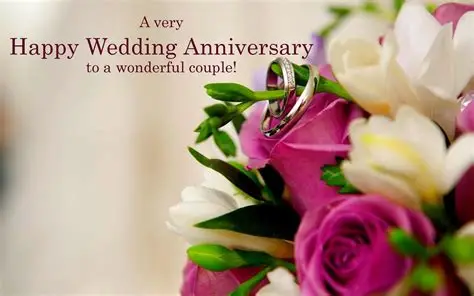 A very
Happy Wedding Anniversary
to a wonderful couple!